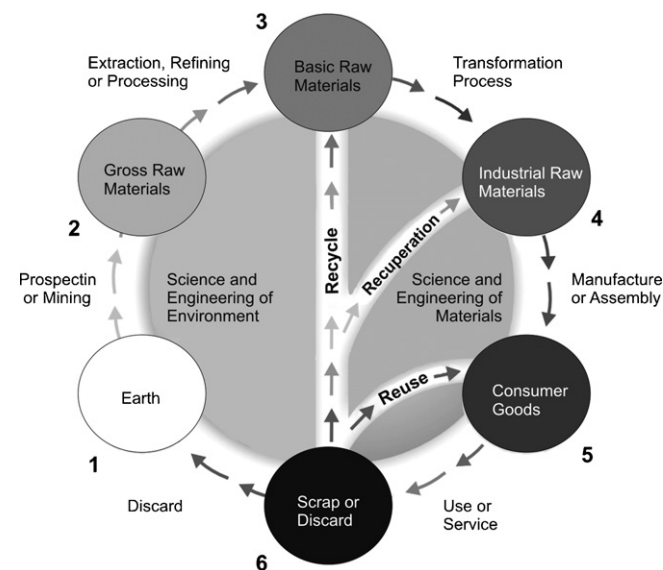 3
Extraction, Refining
or Processing
Basic Raw
Materials
Transformation
Process
Gross Raw
Materials
2
Industrial Raw
Materials
4
Recycle
Recuperation
Prospectin
or Mining
Science and
Engineering of
Environment
Science and
Engineering of
Materials
Manufacture
or Assembly
Earth
1
Reuse
Consumer
Goods
5
Discard
Scrap or
Discard
6
Use or
Service